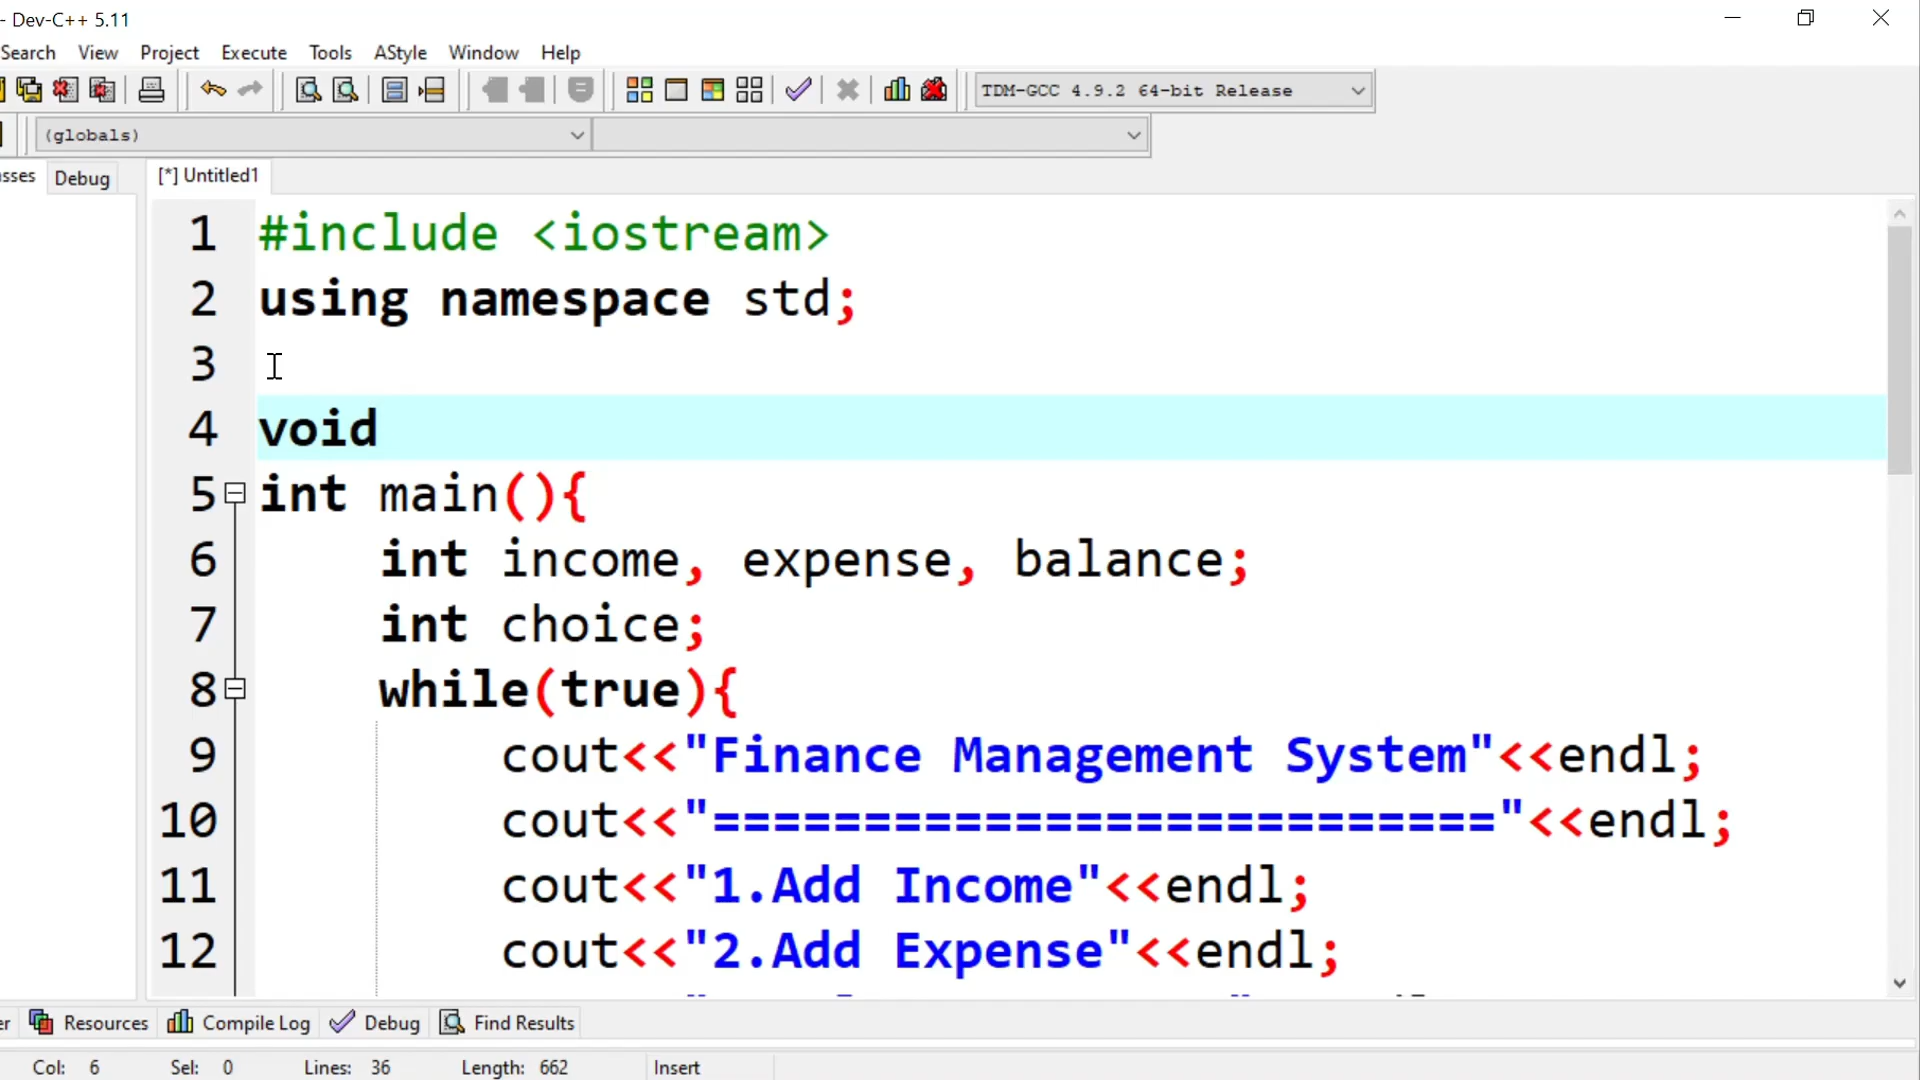 - Dev-C++ 5.11
Search View Project Execute Tools AStyle Window Help
TDM-GCC 4.9.2 64-bit Release
(globals)
sses Debug [*] Untitled1
1 #include <iostream>
2 using namespace std;
3
4 void
5 int main(){
6 int income, expense, balance;
7 int choice;
8 while(true){
9 cout<<"Finance Management System"<<endl;
10 cout<<"=========================="<<endl;
11 cout<<"1.Add Income"<<endl;
12 cout<<"2.Add Expense"<<endl;
er Resources Compile Log Debug Find Results
Col: 6 Sel: 0 Lines: 36 Length: 662 Insert